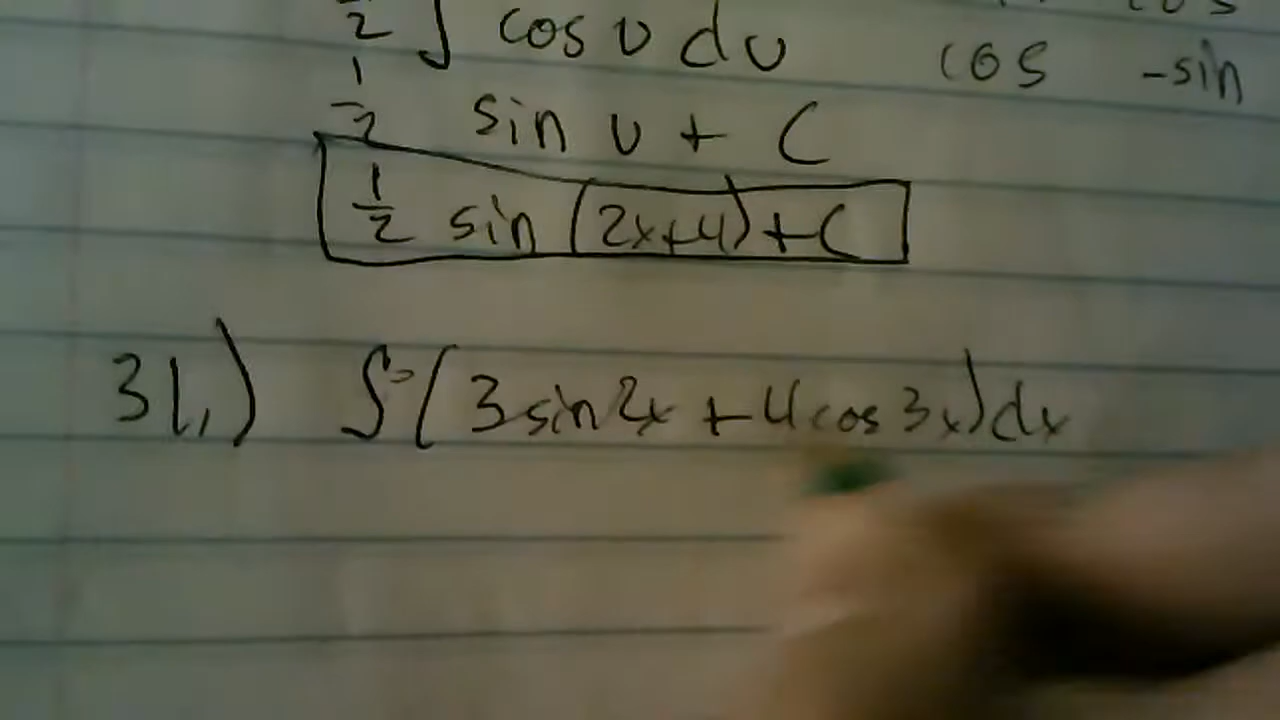 1/2 ∫ cos u du
cos -sin
1/2 sin u + C
1/2 sin (2x+4) + C
31.) ∫ (3 sin 2x + 4 cos 3x) dx